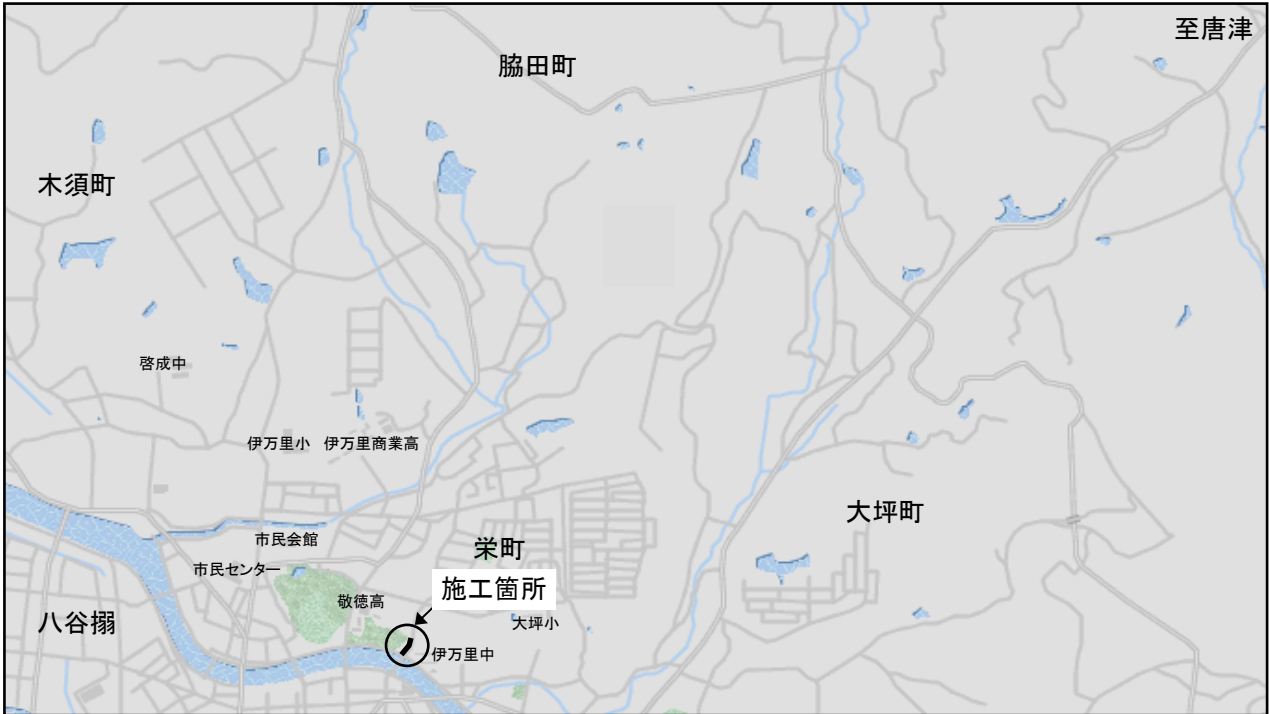 至唐津
脇田町
木須町
啓成中
伊万里小 伊万里商業高
大坪町
市民会館
栄町
市民センター
施工箇所
敬徳高
八谷搦
大坪小
伊万里中